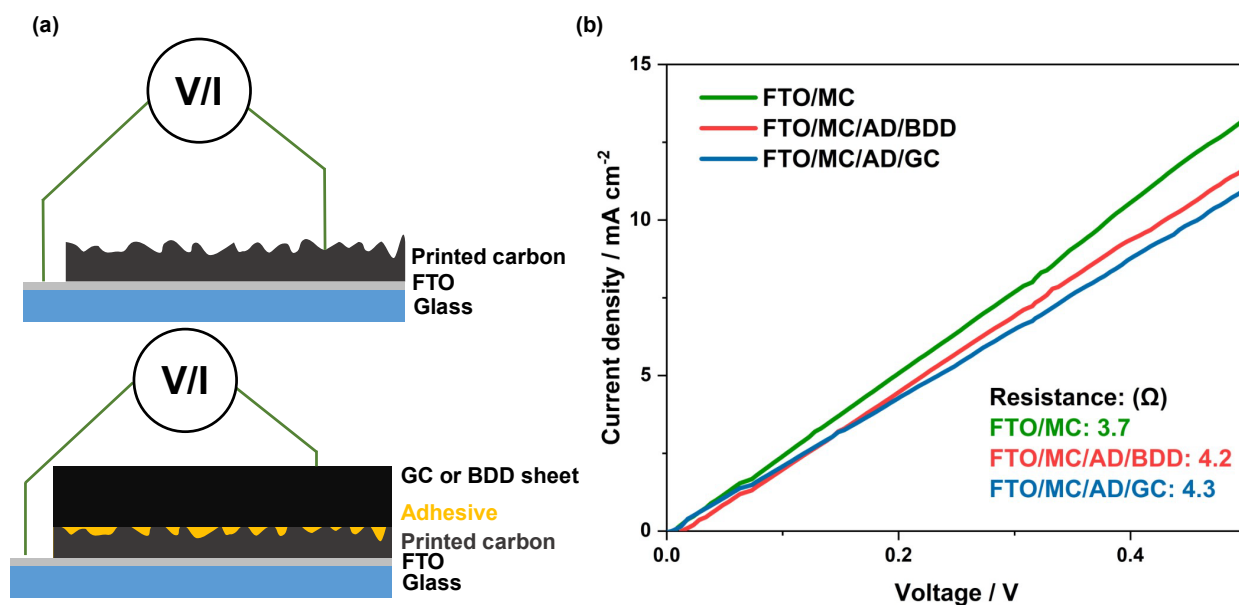 (a)
V/I
Printed carbon
FTO
Glass
V/I
GC or BDD sheet
Adhesive
Printed carbon
FTO
Glass
(b)
15
10
5
0
0.0
0.2
0.4
Current density / mA cm⁻²
Voltage / V
FTO/MC
FTO/MC/AD/BDD
FTO/MC/AD/GC
Resistance: (Ω)
FTO/MC: 3.7
FTO/MC/AD/BDD: 4.2
FTO/MC/AD/GC: 4.3